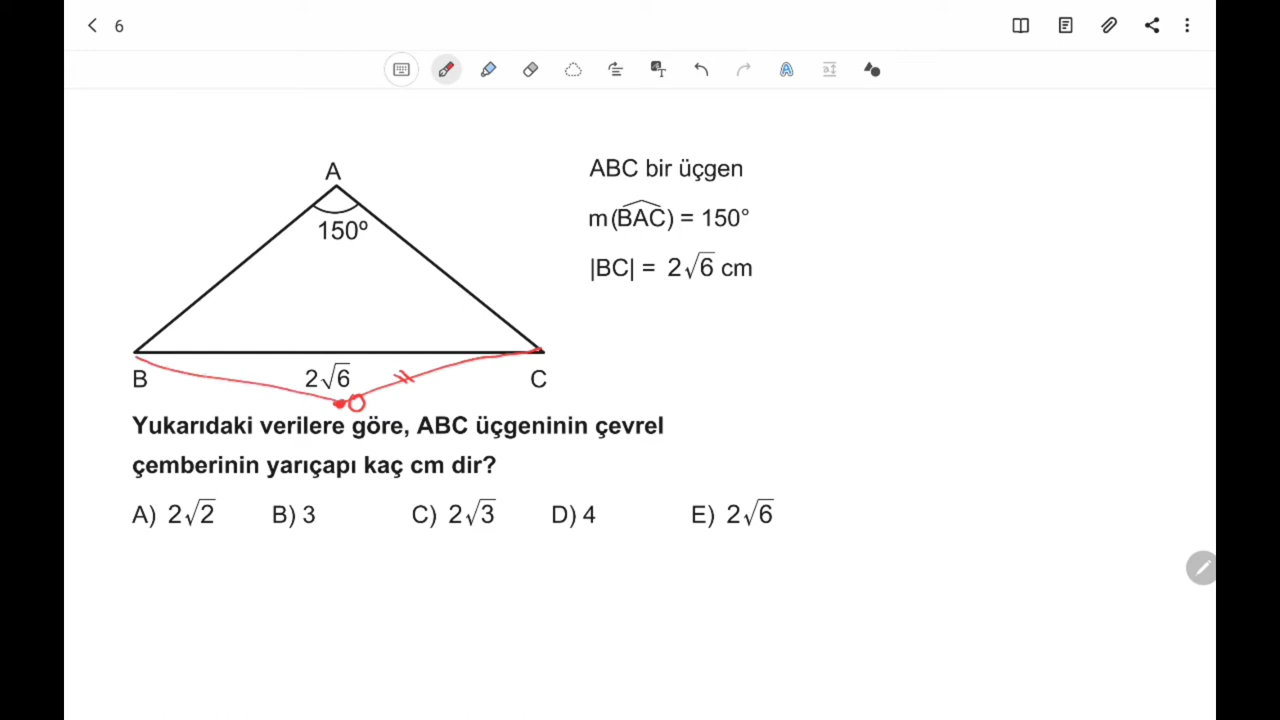 6
A
150°
B
2√6
C
O
ABC bir üçgen
m(BAC) = 150°
|BC| = 2√6 cm
Yukarıdaki verilere göre, ABC üçgeninin çevrel
çemberinin yarıçapı kaç cm dir?
A) 2√2 B) 3 C) 2√3 D) 4 E) 2√6